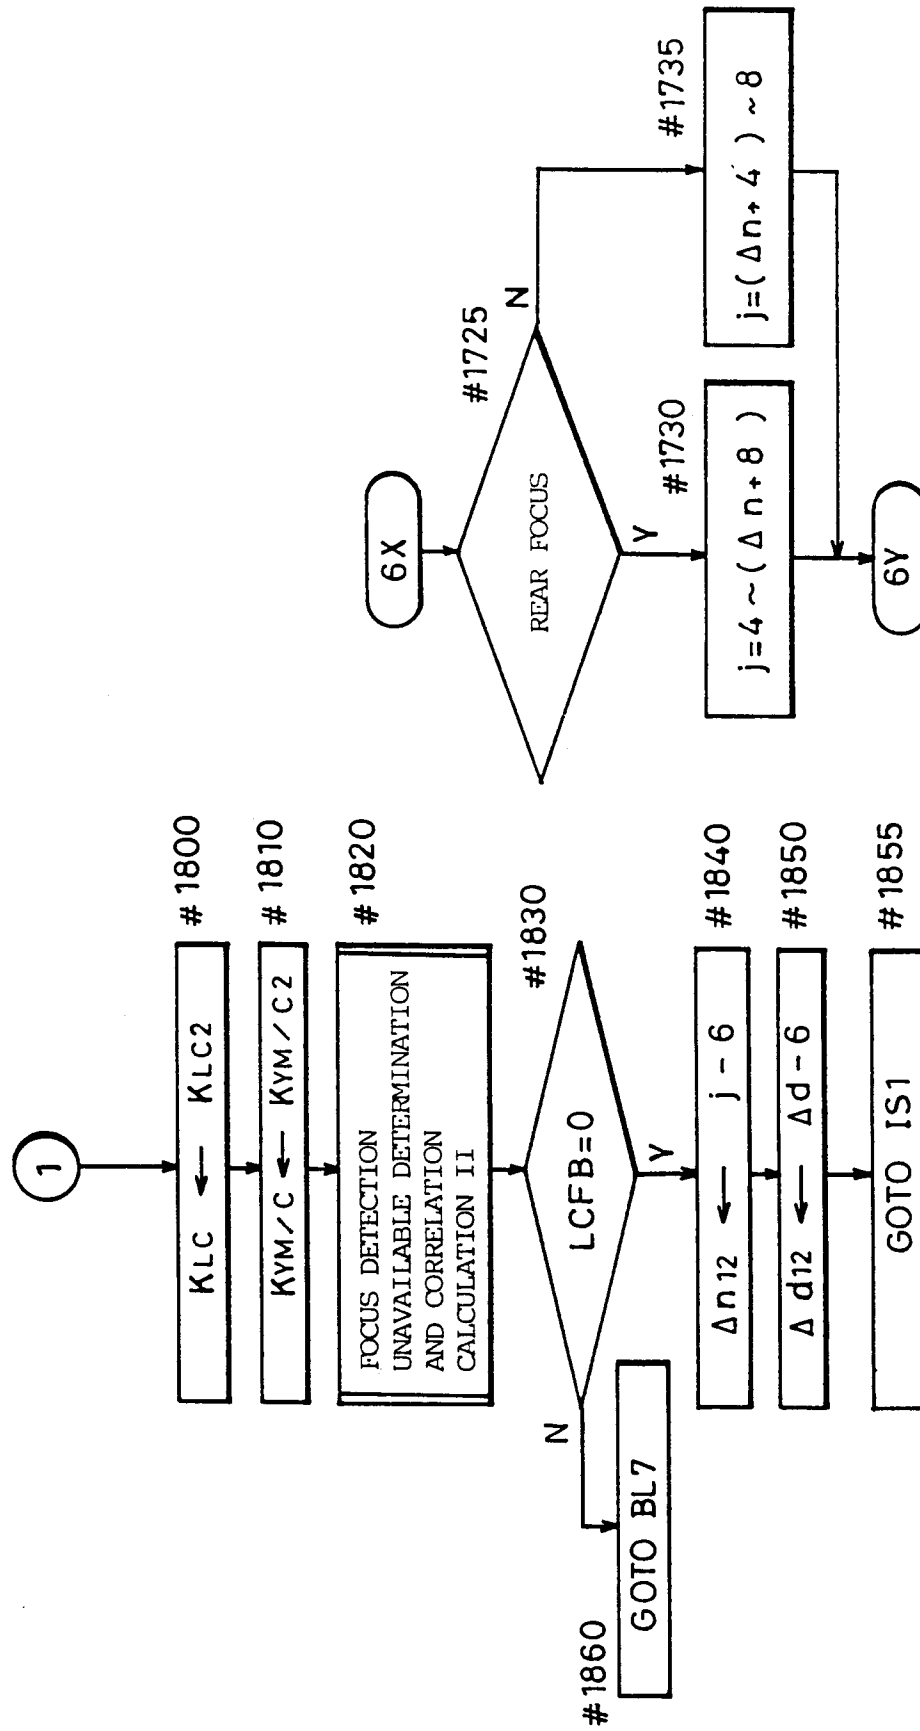 1
#1800
KLC ← KLC2
#1810
KYM/C ← KYM/C2
#1820
FOCUS DETECTION
UNAVAILABLE DETERMINATION
AND CORRELATION
CALCULATION II
#1830
LCFB=0
N
Y
#1860
GOTO BL7
#1840
Δn12 ← j-6
#1850
Δd12 ← Δd-6
#1855
GOTO IS1
6X
#1725
REAR FOCUS
N
Y
#1730
j=4~(Δn+8)
#1735
j=(Δn+4)~8
6Y